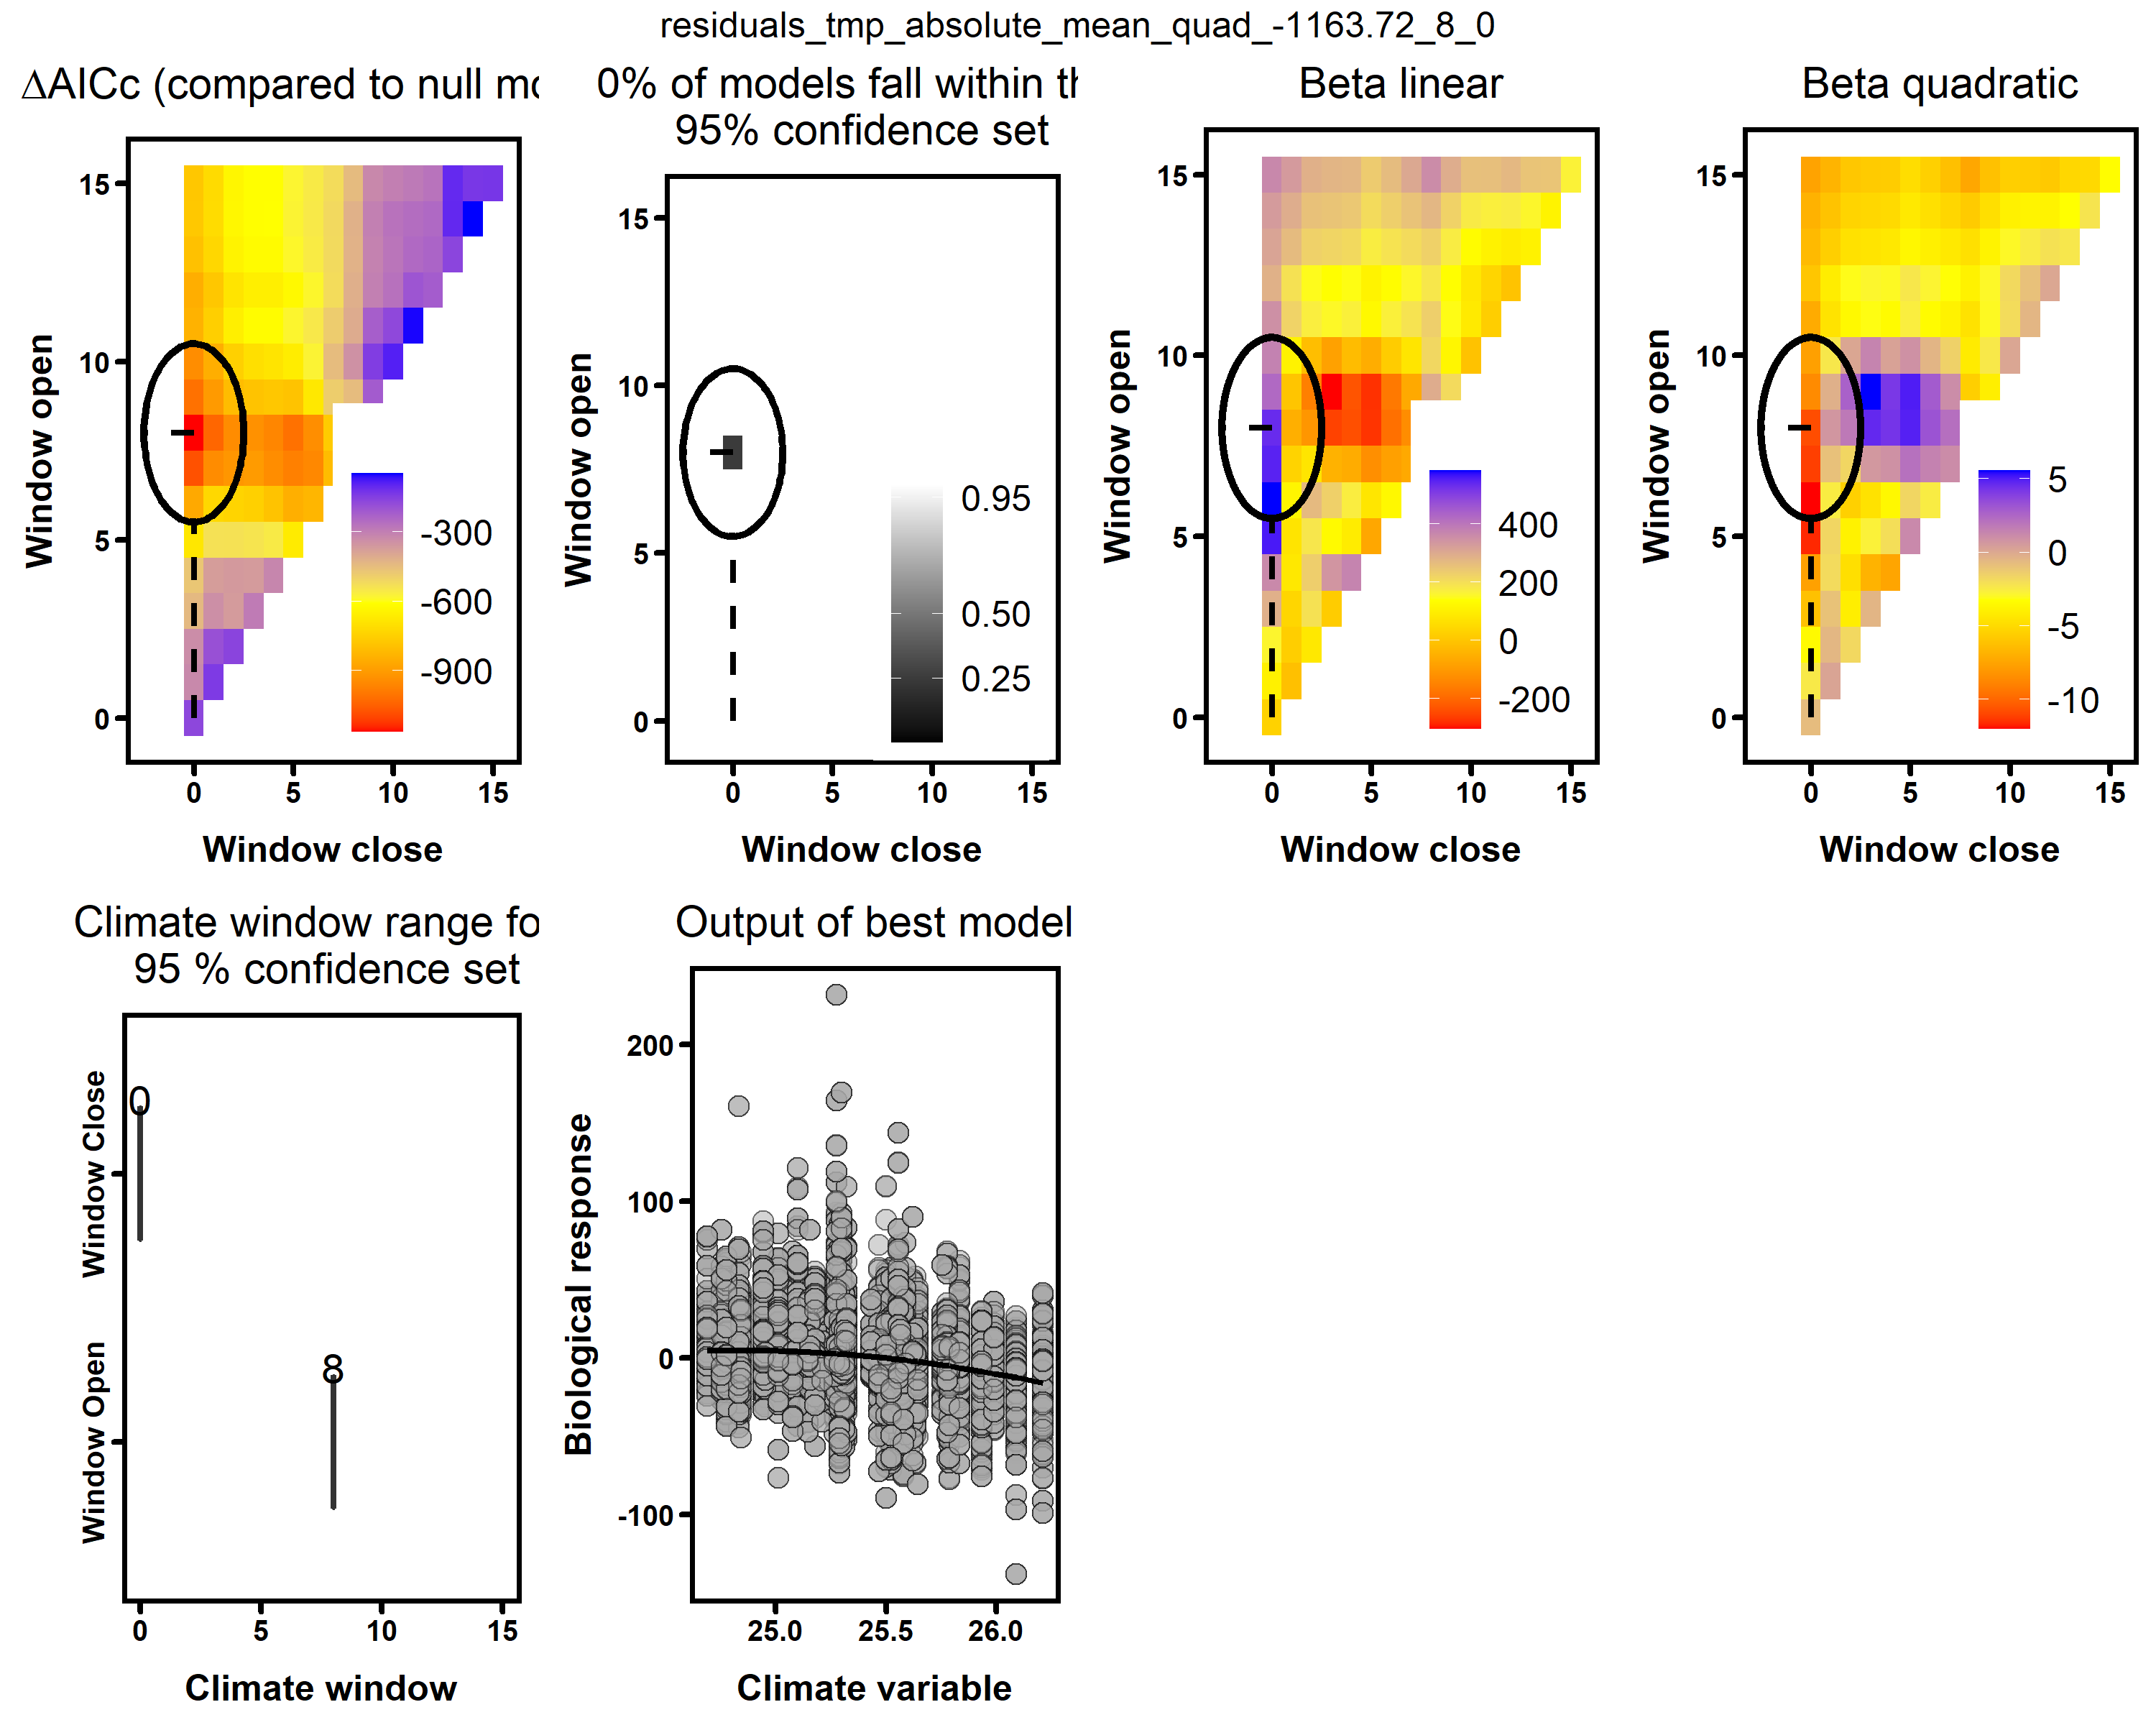 residuals_tmp_absolute_mean_quad_-1163.72_8_0
ΔAICc (compared to null mo
15
10
5
0
Window open
-300
-600
-900
0 5 10 15
Window close
0% of models fall within th
95% confidence set
15
10
5
0
Window open
0.95
0.50
0.25
0 5 10 15
Window close
Beta linear
15
10
5
0
Window open
400
200
0
-200
0 5 10 15
Window close
Beta quadratic
15
10
5
0
Window open
5
0
-5
-10
0 5 10 15
Window close
Climate window range fo
95 % confidence set
Window Close
Window Open
0
8
0 5 10 15
Climate window
Output of best model
200
100
0
-100
Biological response
25.0 25.5 26.0
Climate variable